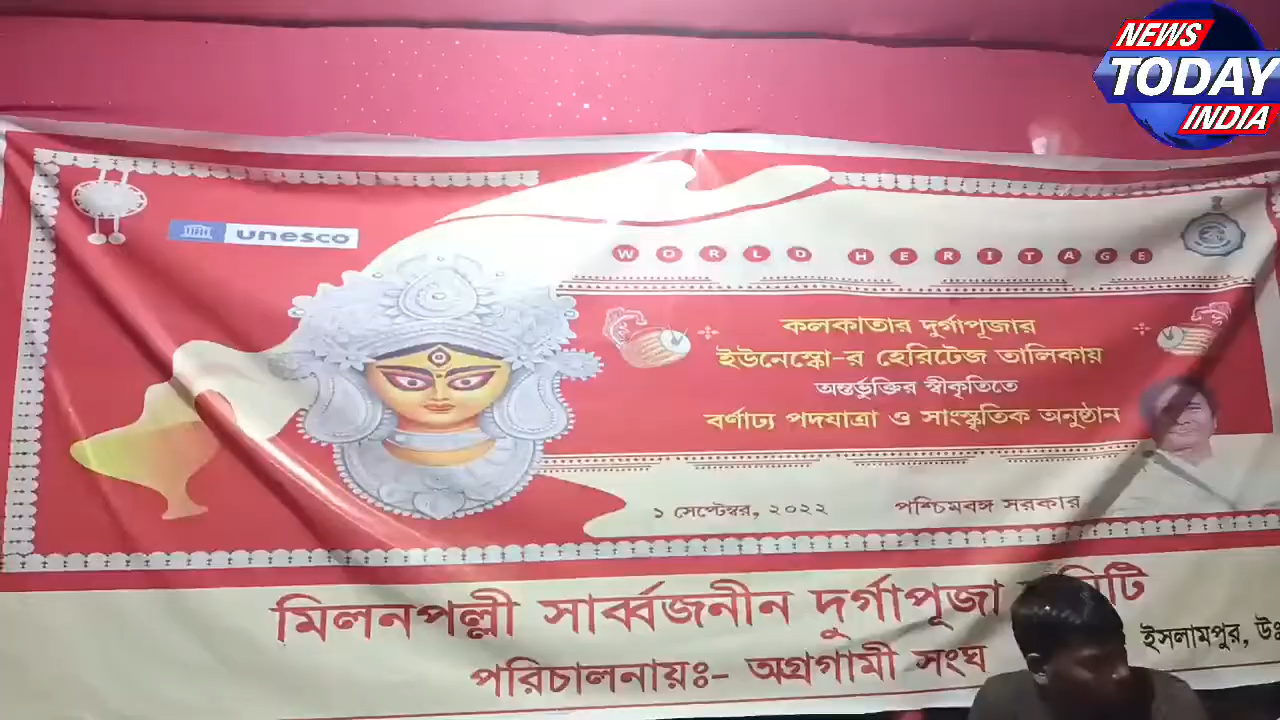 NEWS
TODAY
INDIA
unesco
WORLD HERITAGE
কলকাতার দুর্গাপূজার
ইউনেস্কো-র হেরিটেজ তালিকায়
অন্তর্ভুক্তির স্বীকৃতিতে
বর্ণাঢ্য পদযাত্রা ও সাংস্কৃতিক অনুষ্ঠান
১ সেপ্টেম্বর, ২০২২ পশ্চিমবঙ্গ সরকার
মিলনপল্লী সার্ব্বজনীন দুর্গাপূজা
ইসলামপুর,
পরিচালনায়ঃ- অগ্রগামী সংঘ